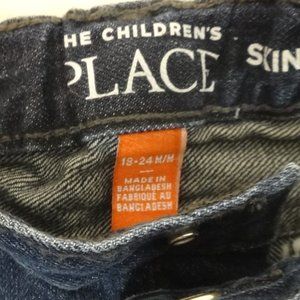 THE CHILDREN'S
PLACE
SKIN
18-24 M/M
MADE IN
BANGLADESH
FABRIQUÉ AU
BANGLADESH